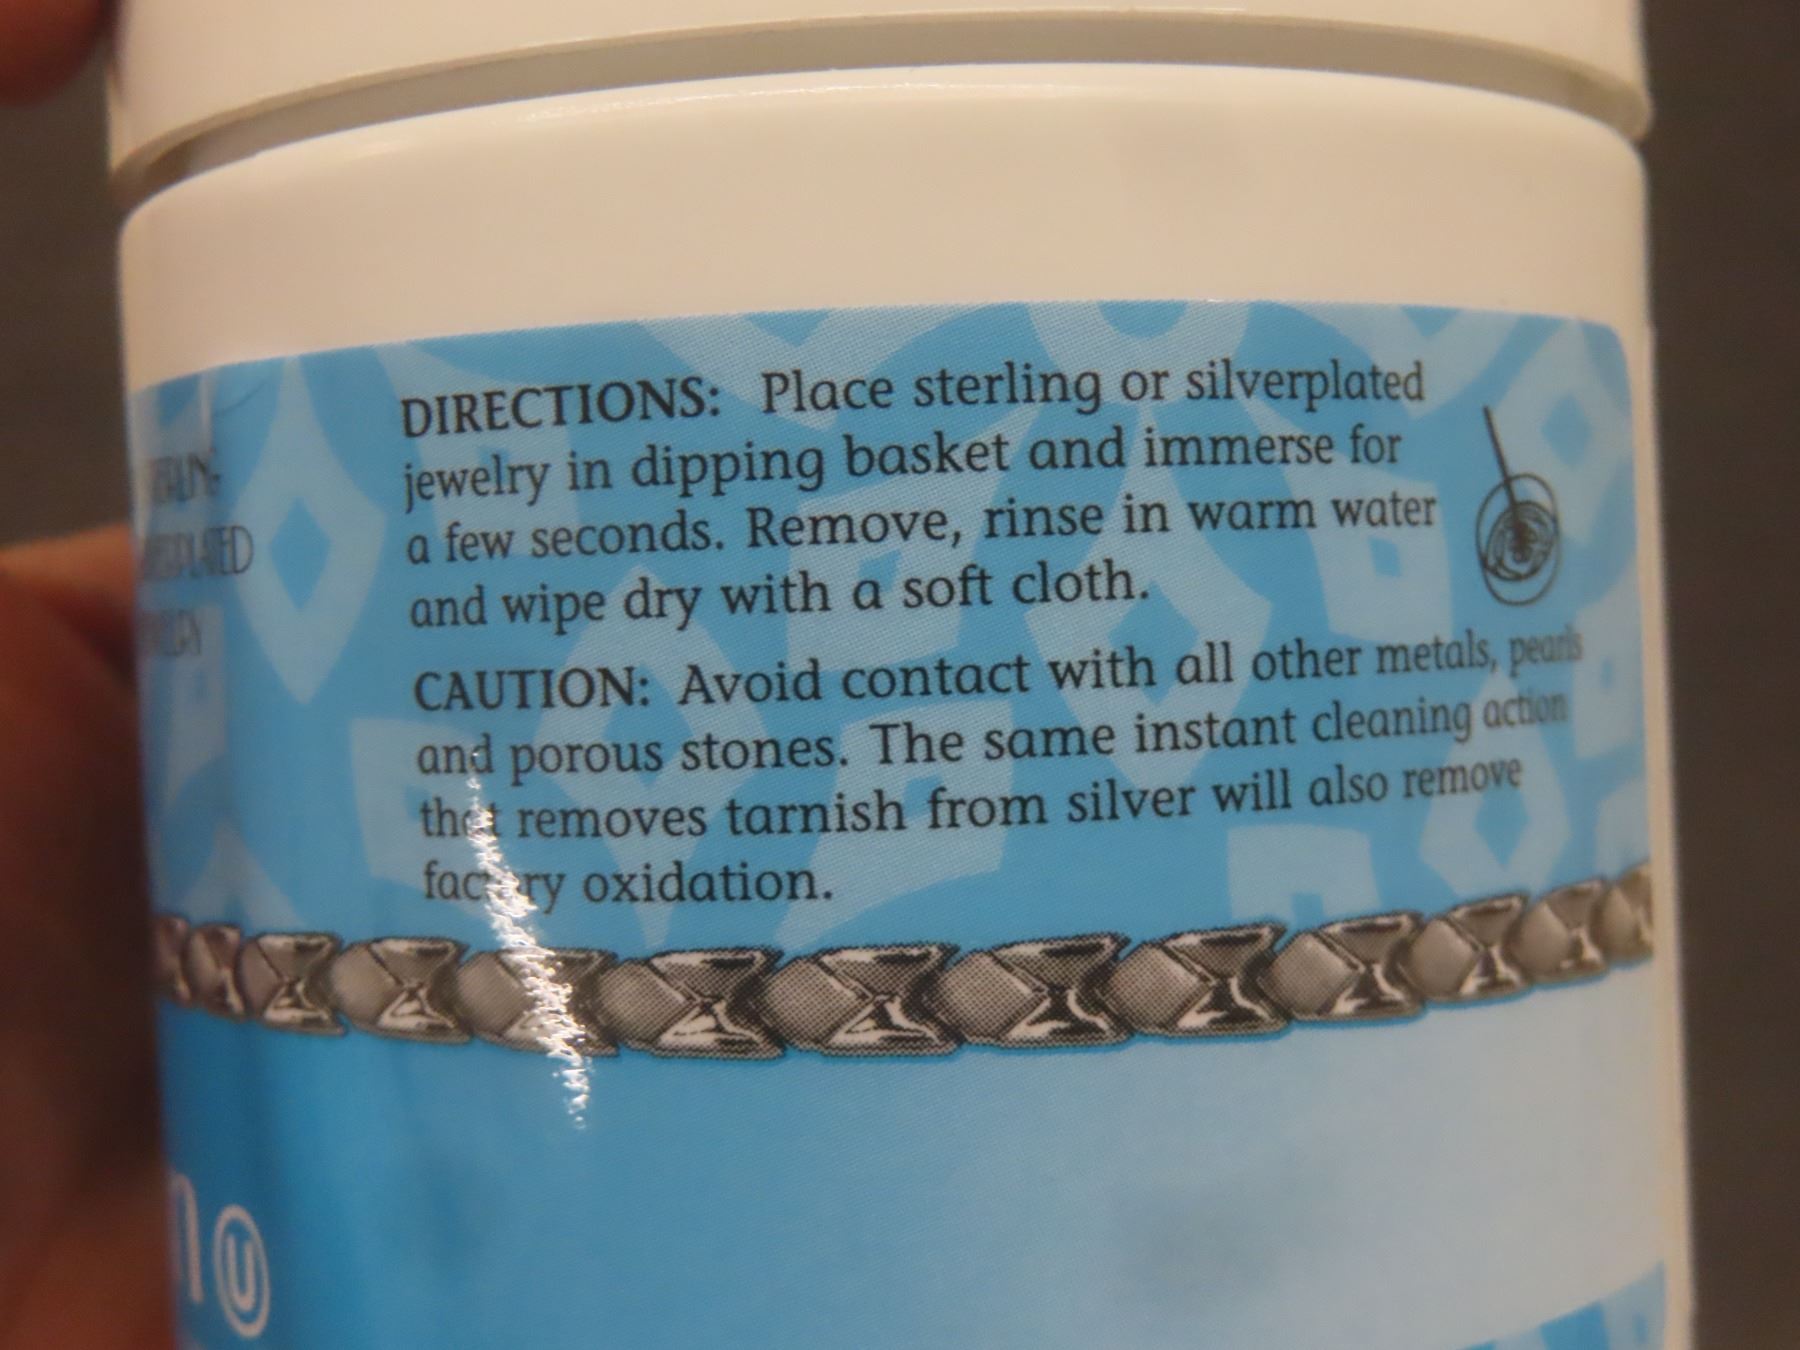 DIRECTIONS: Place sterling or silverplated
jewelry in dipping basket and immerse for
a few seconds. Remove, rinse in warm water
and wipe dry with a soft cloth.
CAUTION: Avoid contact with all other metals, pearls
and porous stones. The same instant cleaning action
that removes tarnish from silver will also remove
factory oxidation.
n U